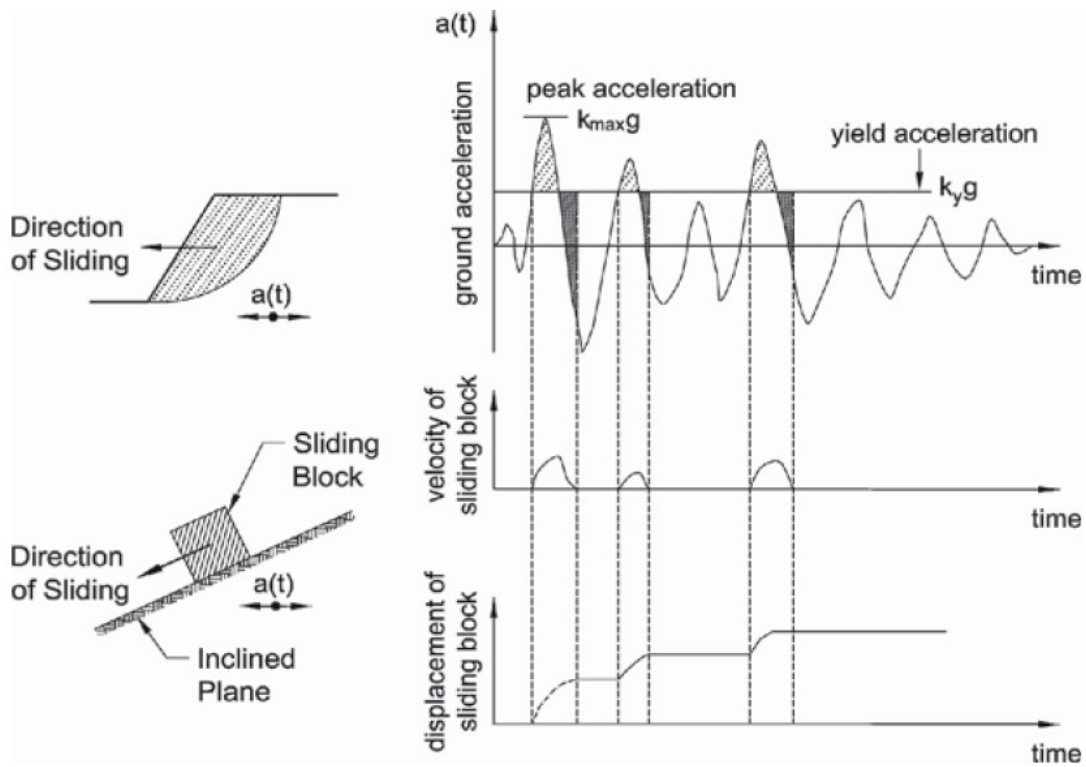 Direction
of Sliding
a(t)
Sliding
Block
Direction
of Sliding
a(t)
Inclined
Plane
a(t)
ground acceleration
peak acceleration
kmaxg
yield acceleration
kyg
time
velocity of
sliding block
time
displacement of
sliding block
time